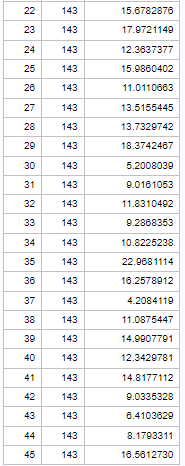 22 143 15.6782876
23 143 17.9721149
24 143 12.3637377
25 143 15.9860402
26 143 11.0110663
27 143 13.5155445
28 143 13.7329742
29 143 18.3742467
30 143 5.2008039
31 143 9.0161053
32 143 11.8310492
33 143 9.2868353
34 143 10.8225238
35 143 22.9681114
36 143 16.2578912
37 143 4.2084119
38 143 11.0875447
39 143 14.9907791
40 143 12.3429781
41 143 14.8177112
42 143 9.0335328
43 143 6.4103629
44 143 8.1793311
45 143 16.5612730